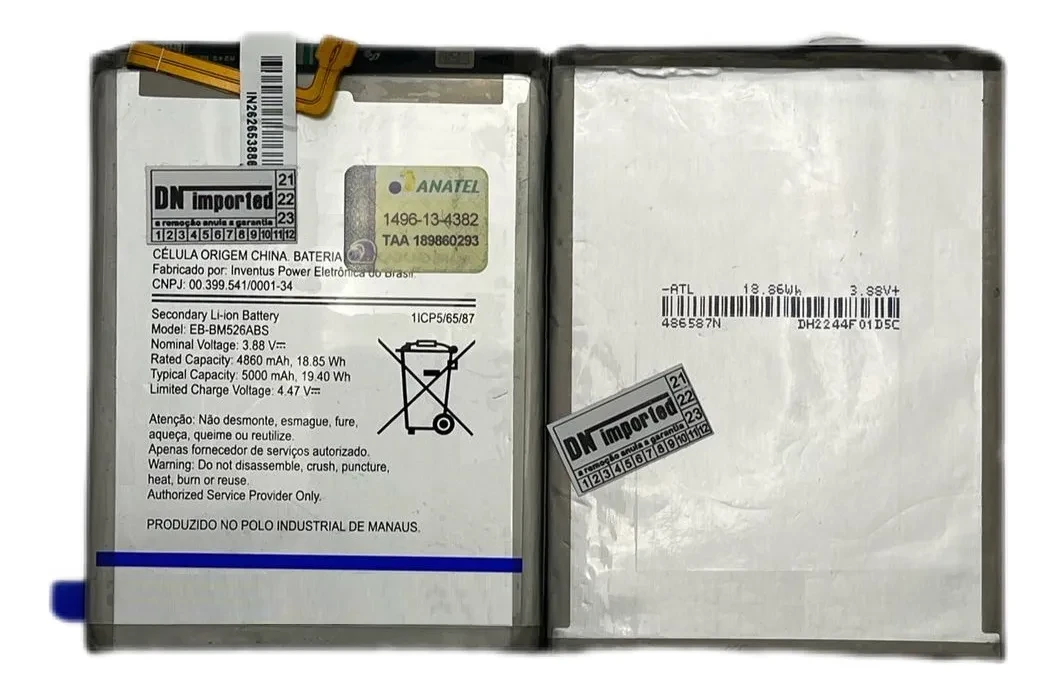 IN262653886
DN imported
a remoção anula a garantia
21
22
23
1 2 3 4 5 6 7 8 9 10 11 12
ANATEL
1496-13-4382
TAA 189860293
CÉLULA ORIGEM CHINA. BATERIA
Fabricado por: Inventus Power Eletrônica do Brasil.
CNPJ: 00.399.541/0001-34
Secondary Li-ion Battery
1ICP5/65/87
Model: EB-BM526ABS
Nominal Voltage: 3.88 V⎓
Rated Capacity: 4860 mAh, 18.85 Wh
Typical Capacity: 5000 mAh, 19.40 Wh
Limited Charge Voltage: 4.47 V⎓
Atenção: Não desmonte, esmague, fure,
aqueça, queime ou reutilize.
Apenas fornecedor de serviços autorizado.
Warning: Do not disassemble, crush, puncture,
heat, burn or reuse.
Authorized Service Provider Only.
PRODUZIDO NO POLO INDUSTRIAL DE MANAUS.
-ATL 18.86Wh 3.88V+
486587N DH2244F01D5C
DN imported
a remoção anula a garantia
21
22
23
1 2 3 4 5 6 7 8 9 10 11 12